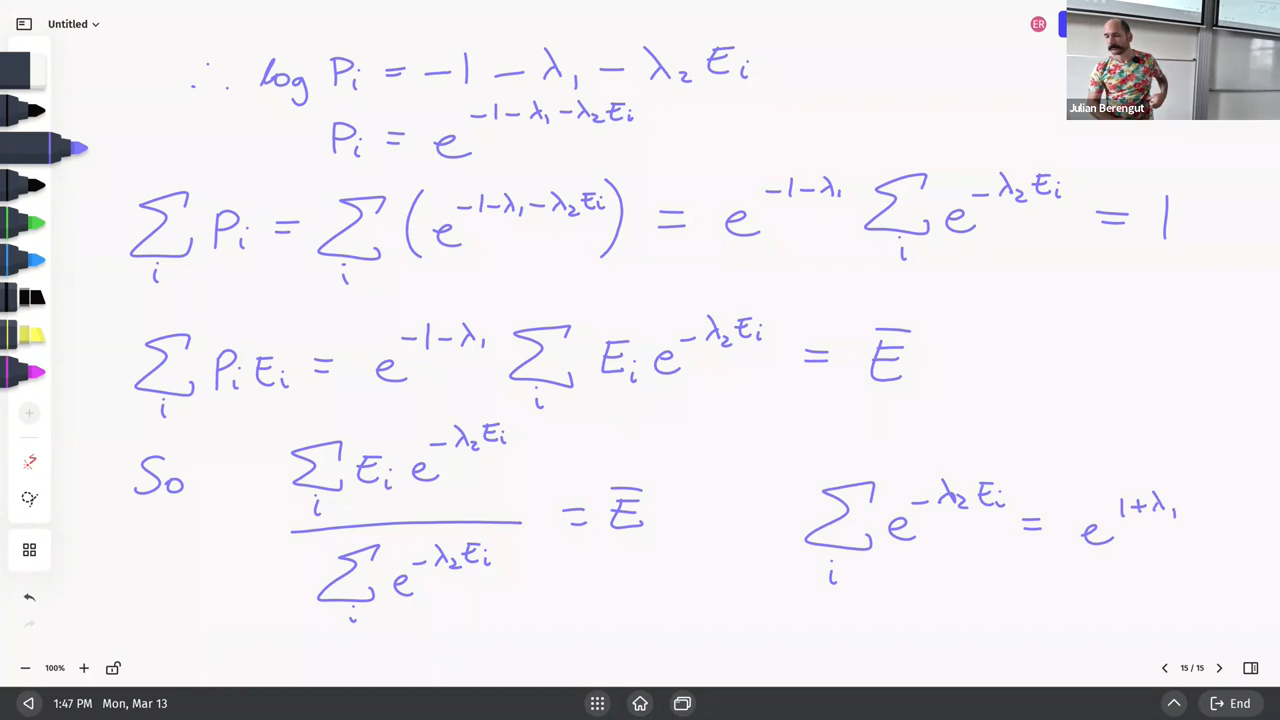 Untitled
ER
∴ log Pᵢ = −1 − λ₁ − λ₂ Eᵢ
Julian Berengut
Pᵢ = e^(−1−λ₁−λ₂Eᵢ)
∑ᵢ Pᵢ = ∑ᵢ (e^(−1−λ₁−λ₂Eᵢ)) = e^(−1−λ₁) ∑ᵢ e^(−λ₂Eᵢ) = 1
∑ᵢ PᵢEᵢ = e^(−1−λ₁) ∑ᵢ Eᵢ e^(−λ₂Eᵢ) = E̅
So (∑ᵢ Eᵢ e^(−λ₂Eᵢ)) / (∑ᵢ e^(−λ₂Eᵢ)) = E̅
∑ᵢ e^(−λ₂Eᵢ) = e^(1+λ₁)
100%
15 / 15
1:47 PM Mon, Mar 13
End